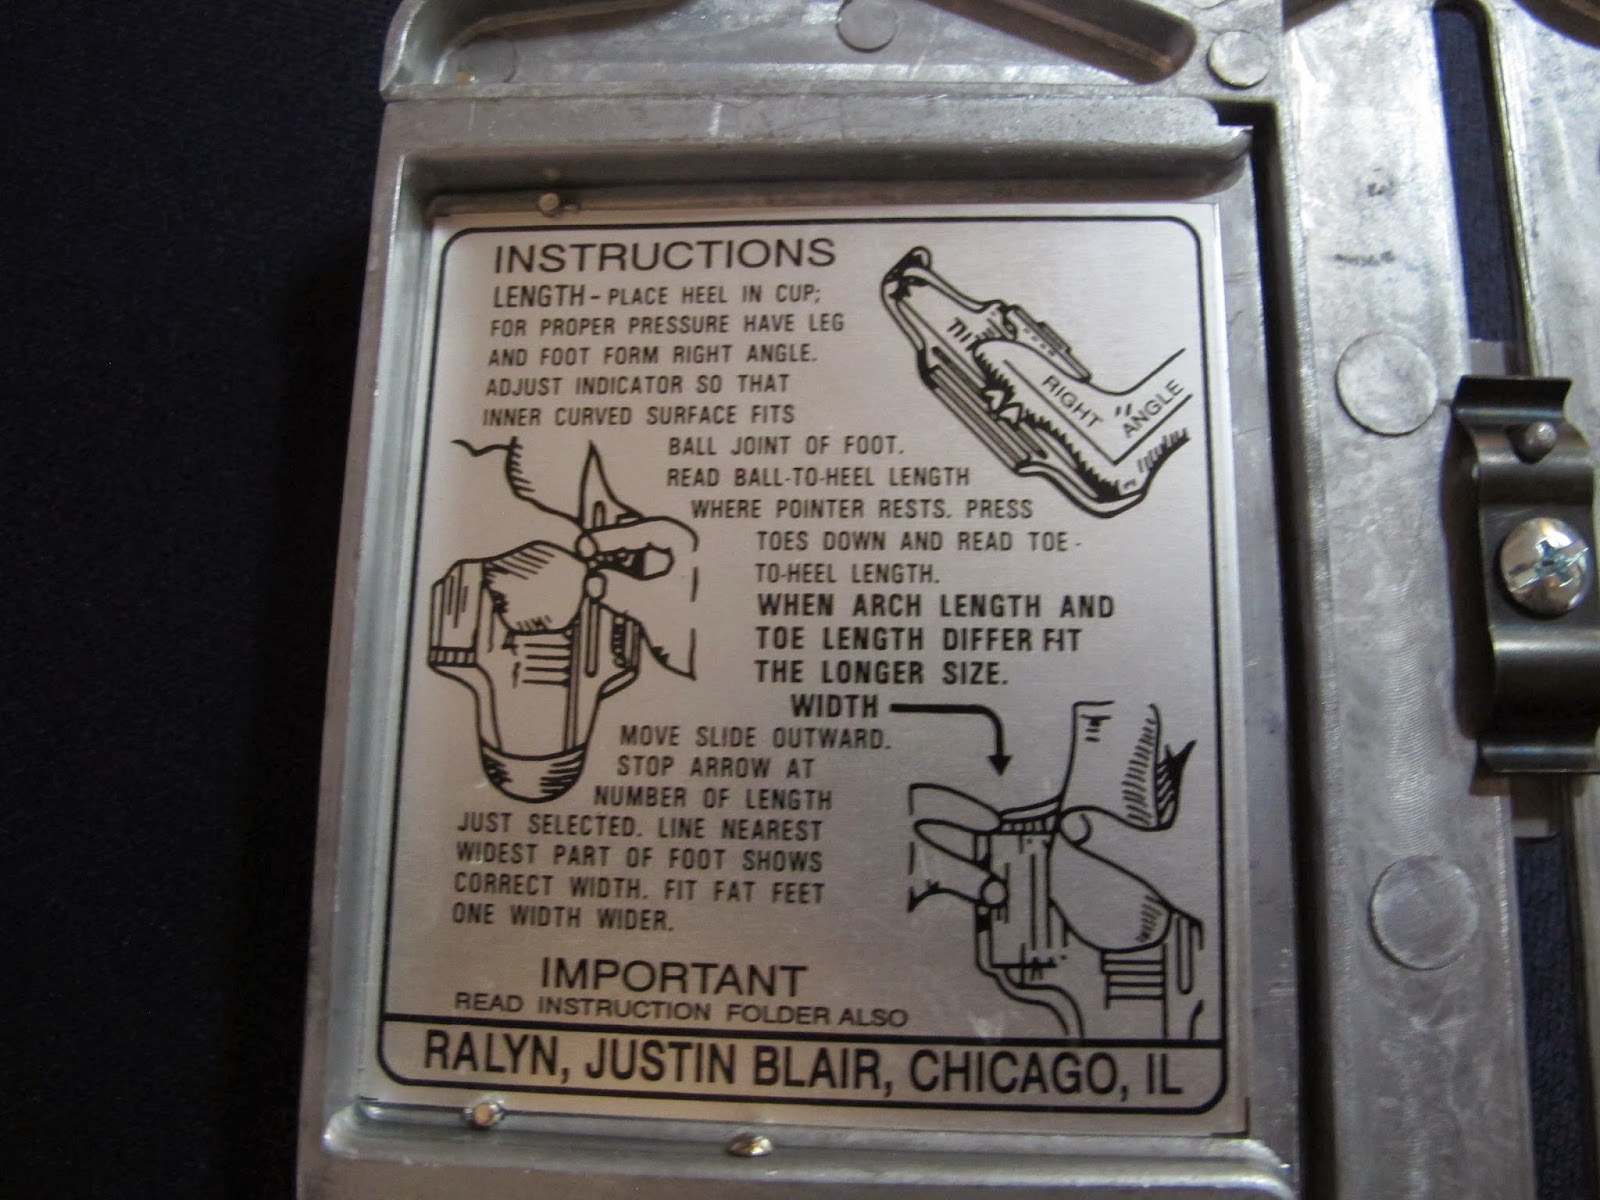 INSTRUCTIONS
LENGTH - PLACE HEEL IN CUP;
FOR PROPER PRESSURE HAVE LEG
AND FOOT FORM RIGHT ANGLE.
ADJUST INDICATOR SO THAT
INNER CURVED SURFACE FITS
BALL JOINT OF FOOT.
READ BALL-TO-HEEL LENGTH
WHERE POINTER RESTS. PRESS
TOES DOWN AND READ TOE-
TO-HEEL LENGTH.
WHEN ARCH LENGTH AND
TOE LENGTH DIFFER FIT
THE LONGER SIZE.
RIGHT ANGLE
WIDTH
MOVE SLIDE OUTWARD.
STOP ARROW AT
NUMBER OF LENGTH
JUST SELECTED. LINE NEAREST
WIDEST PART OF FOOT SHOWS
CORRECT WIDTH. FIT FAT FEET
ONE WIDTH WIDER.
IMPORTANT
READ INSTRUCTION FOLDER ALSO
RALYN, JUSTIN BLAIR, CHICAGO, IL